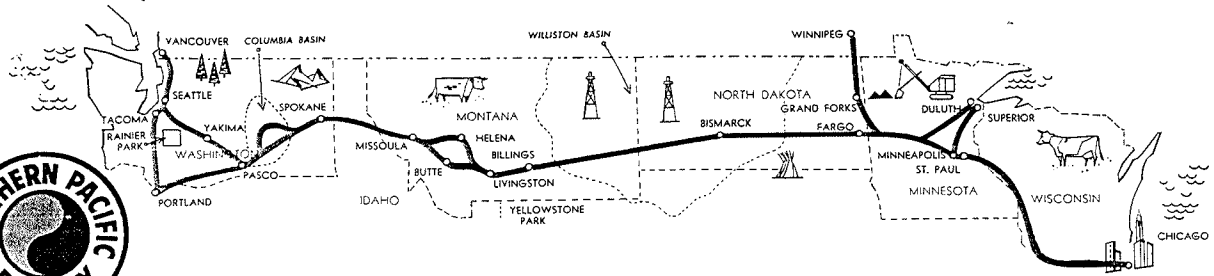 VANCOUVER
COLUMBIA BASIN
WILLISTON BASIN
WINNIPEG
SEATTLE
TACOMA
RAINIER
PARK
YAKIMA
WASHINGTON
SPOKANE
PASCO
PORTLAND
MISSOULA
MONTANA
HELENA
BILLINGS
BUTTE
LIVINGSTON
IDAHO
YELLOWSTONE
PARK
NORTH DAKOTA
GRAND FORKS
BISMARCK
FARGO
DULUTH
SUPERIOR
MINNEAPOLIS
ST. PAUL
MINNESOTA
WISCONSIN
CHICAGO
PACIFIC